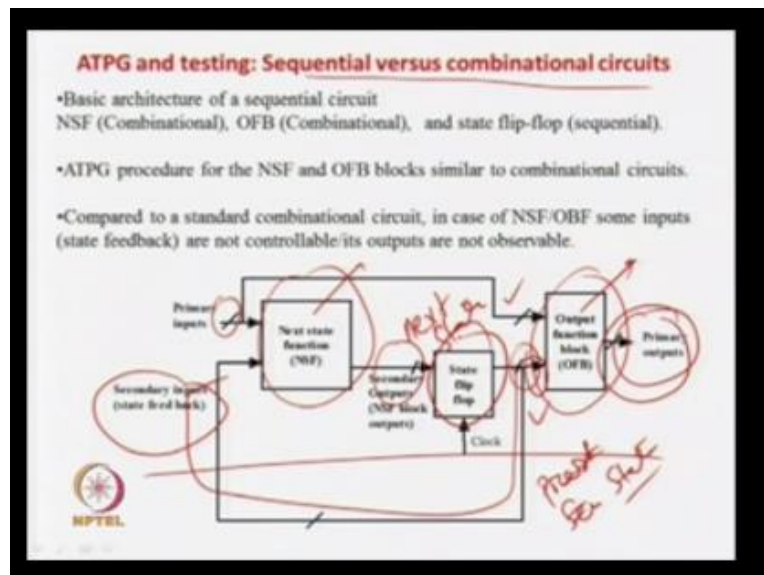 ATPG and testing: Sequential versus combinational circuits
•Basic architecture of a sequential circuit
NSF (Combinational), OFB (Combinational), and state flip-flop (sequential).
•ATPG procedure for the NSF and OFB blocks similar to combinational circuits.
•Compared to a standard combinational circuit, in case of NSF/OBF some inputs
(state feedback) are not controllable/its outputs are not observable.
Primary
inputs
Next state
function
(NSF)
Secondary inputs
(state feed back)
next
Secondary
Outputs
(NSF block
outputs)
State
flip
flop
Clock
Output
function
block
(OFB)
Primary
outputs
Present
State
NPTEL